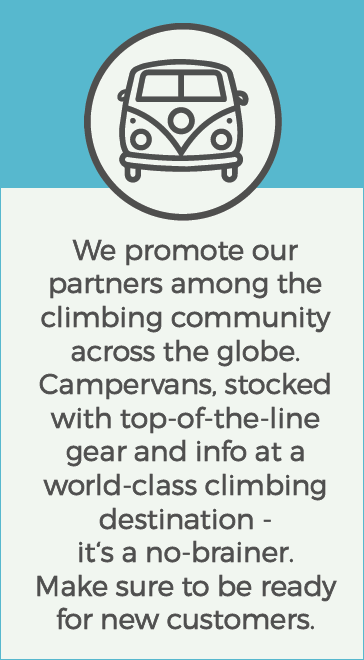 We promote our
partners among the
climbing community
across the globe.
Campervans, stocked
with top-of-the-line
gear and info at a
world-class climbing
destination -
it‘s a no-brainer.
Make sure to be ready
for new customers.